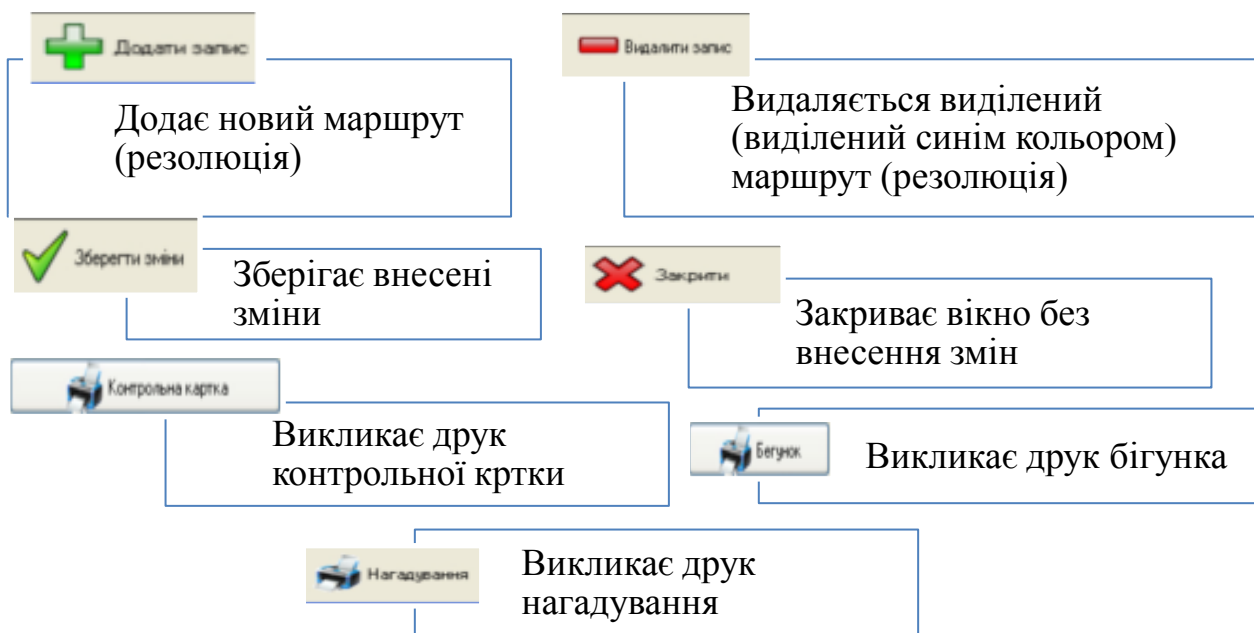 Додати запис
Додає новий маршрут
(резолюція)
Видалити запис
Видаляється виділений
(виділений синім кольором)
маршрут (резолюція)
Зберегти зміни
Зберігає внесені
зміни
Закрити
Закриває вікно без
внесення змін
Контрольна картка
Викликає друк
контрольної кртки
Бегунок
Викликає друк бігунка
Нагадування
Викликає друк
нагадування